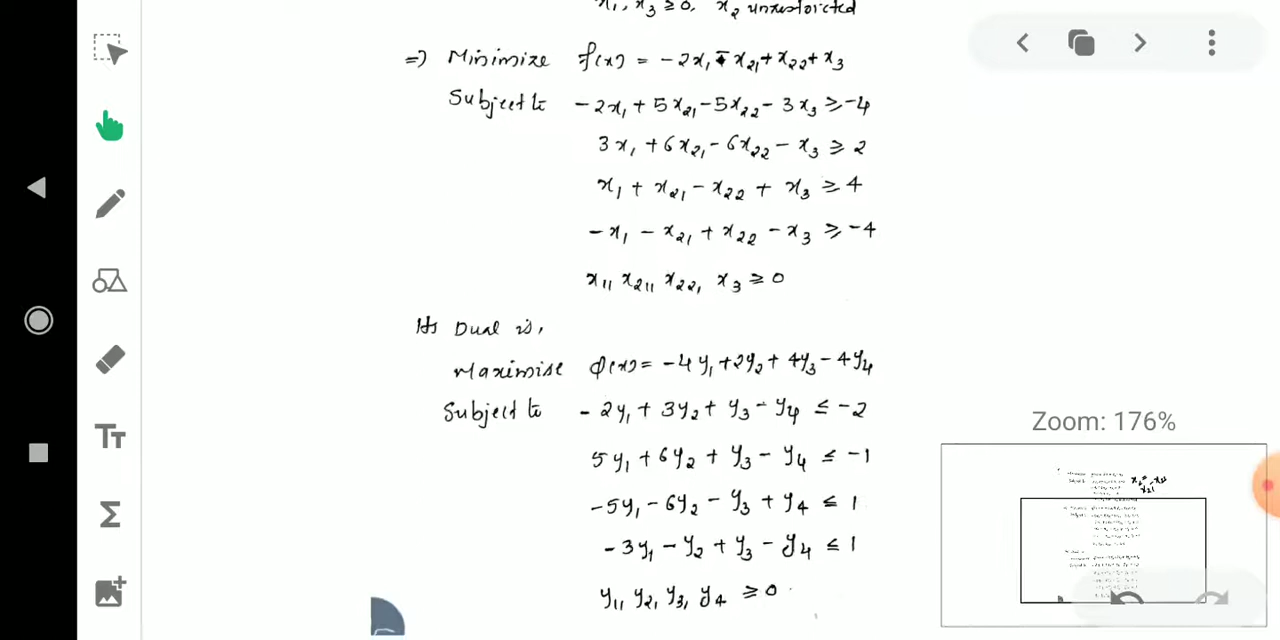 x₁, x₃ ≥ 0, x₂ unrestricted
=) Minimize f(x) = -2x₁ - x₂₁ + x₂₂ + x₃
Subject to -2x₁ + 5x₂₁ - 5x₂₂ - 3x₃ ≥ -4
3x₁ + 6x₂₁ - 6x₂₂ - x₃ ≥ 2
x₁ + x₂₁ - x₂₂ + x₃ ≥ 4
-x₁ - x₂₁ + x₂₂ - x₃ ≥ -4
x₁, x₂₁, x₂₂, x₃ ≥ 0
Its Dual is,
Maximise φ(x) = -4y₁ + 2y₂ + 4y₃ - 4y₄
Subject to -2y₁ + 3y₂ + y₃ - y₄ ≤ -2
5y₁ + 6y₂ + y₃ - y₄ ≤ -1
-5y₁ - 6y₂ - y₃ + y₄ ≤ 1
-3y₁ - y₂ + y₃ - y₄ ≤ 1
y₁, y₂, y₃, y₄ ≥ 0
Zoom: 176%
Tт
Σ